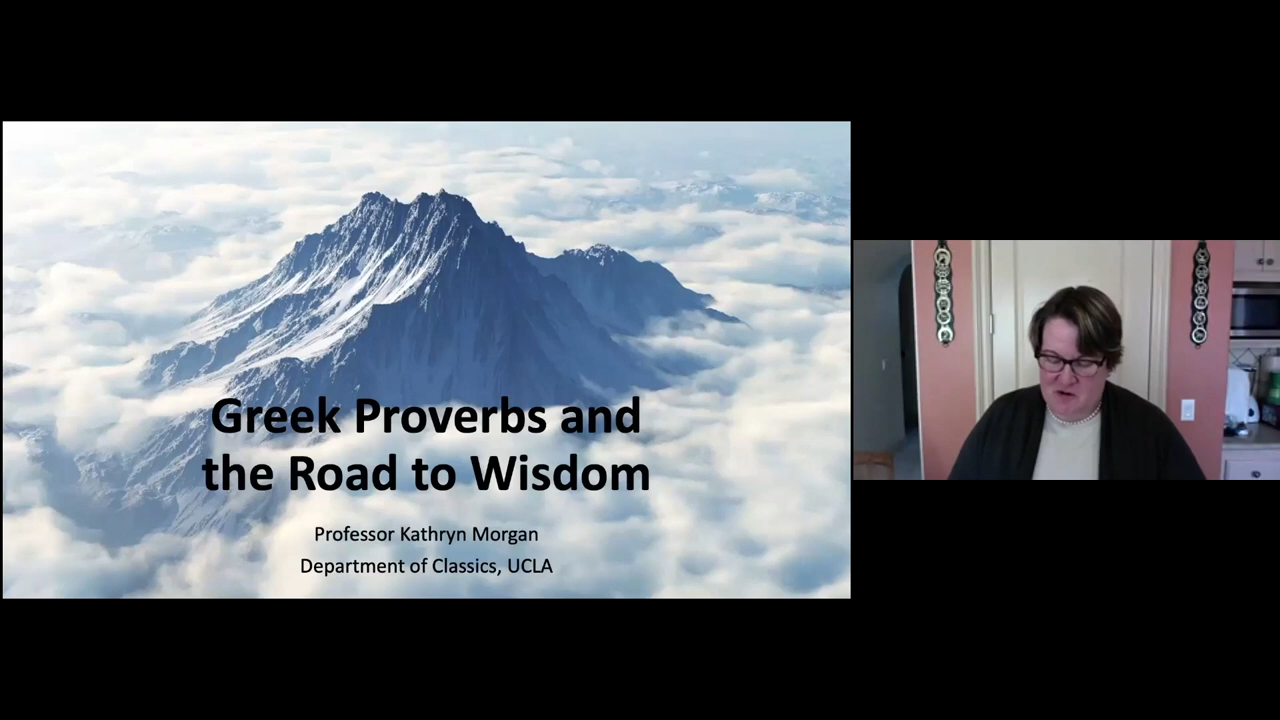 Greek Proverbs and
the Road to Wisdom
Professor Kathryn Morgan
Department of Classics, UCLA